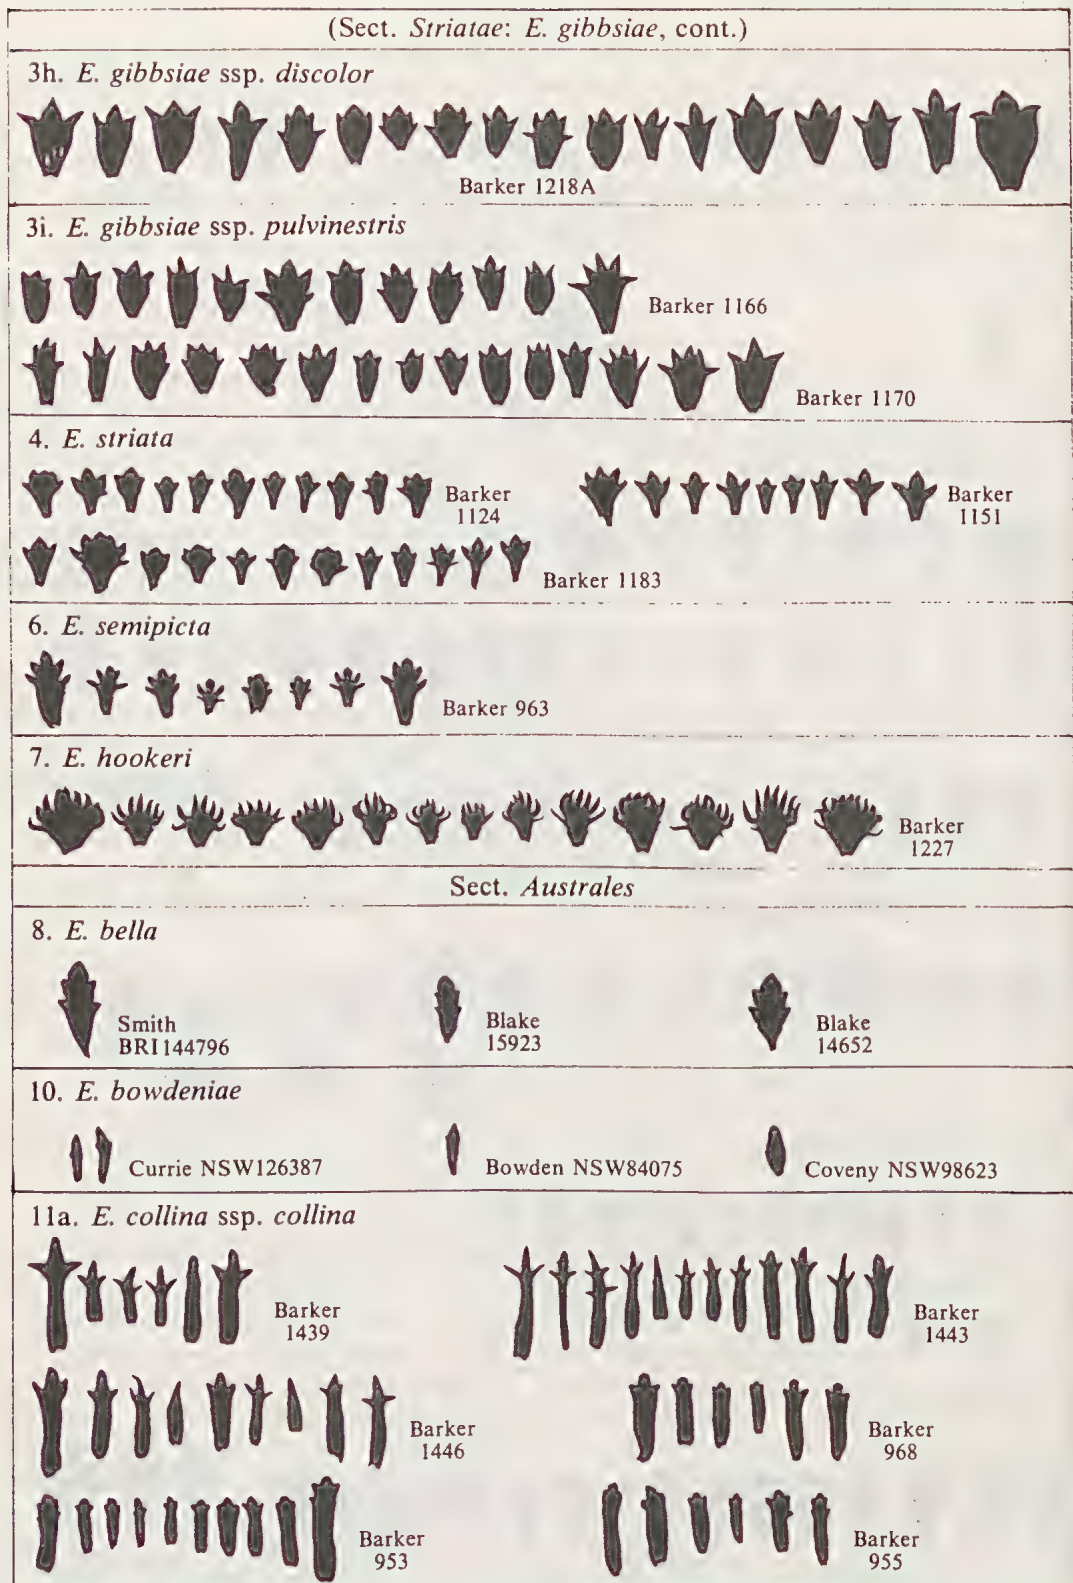 (Sect. Striatae: E. gibbsiae, cont.)
3h. E. gibbsiae ssp. discolor
Barker 1218A
3i. E. gibbsiae ssp. pulvinestris
Barker 1166
Barker 1170
4. E. striata
Barker
1124
Barker
1151
Barker 1183
6. E. semipicta
Barker 963
7. E. hookeri
Barker
1227
Sect. Australes
8. E. bella
Smith
BRI144796
Blake
15923
Blake
14652
10. E. bowdeniae
Currie NSW126387
Bowden NSW84075
Coveny NSW98623
11a. E. collina ssp. collina
Barker
1439
Barker
1443
Barker
1446
Barker
968
Barker
953
Barker
955